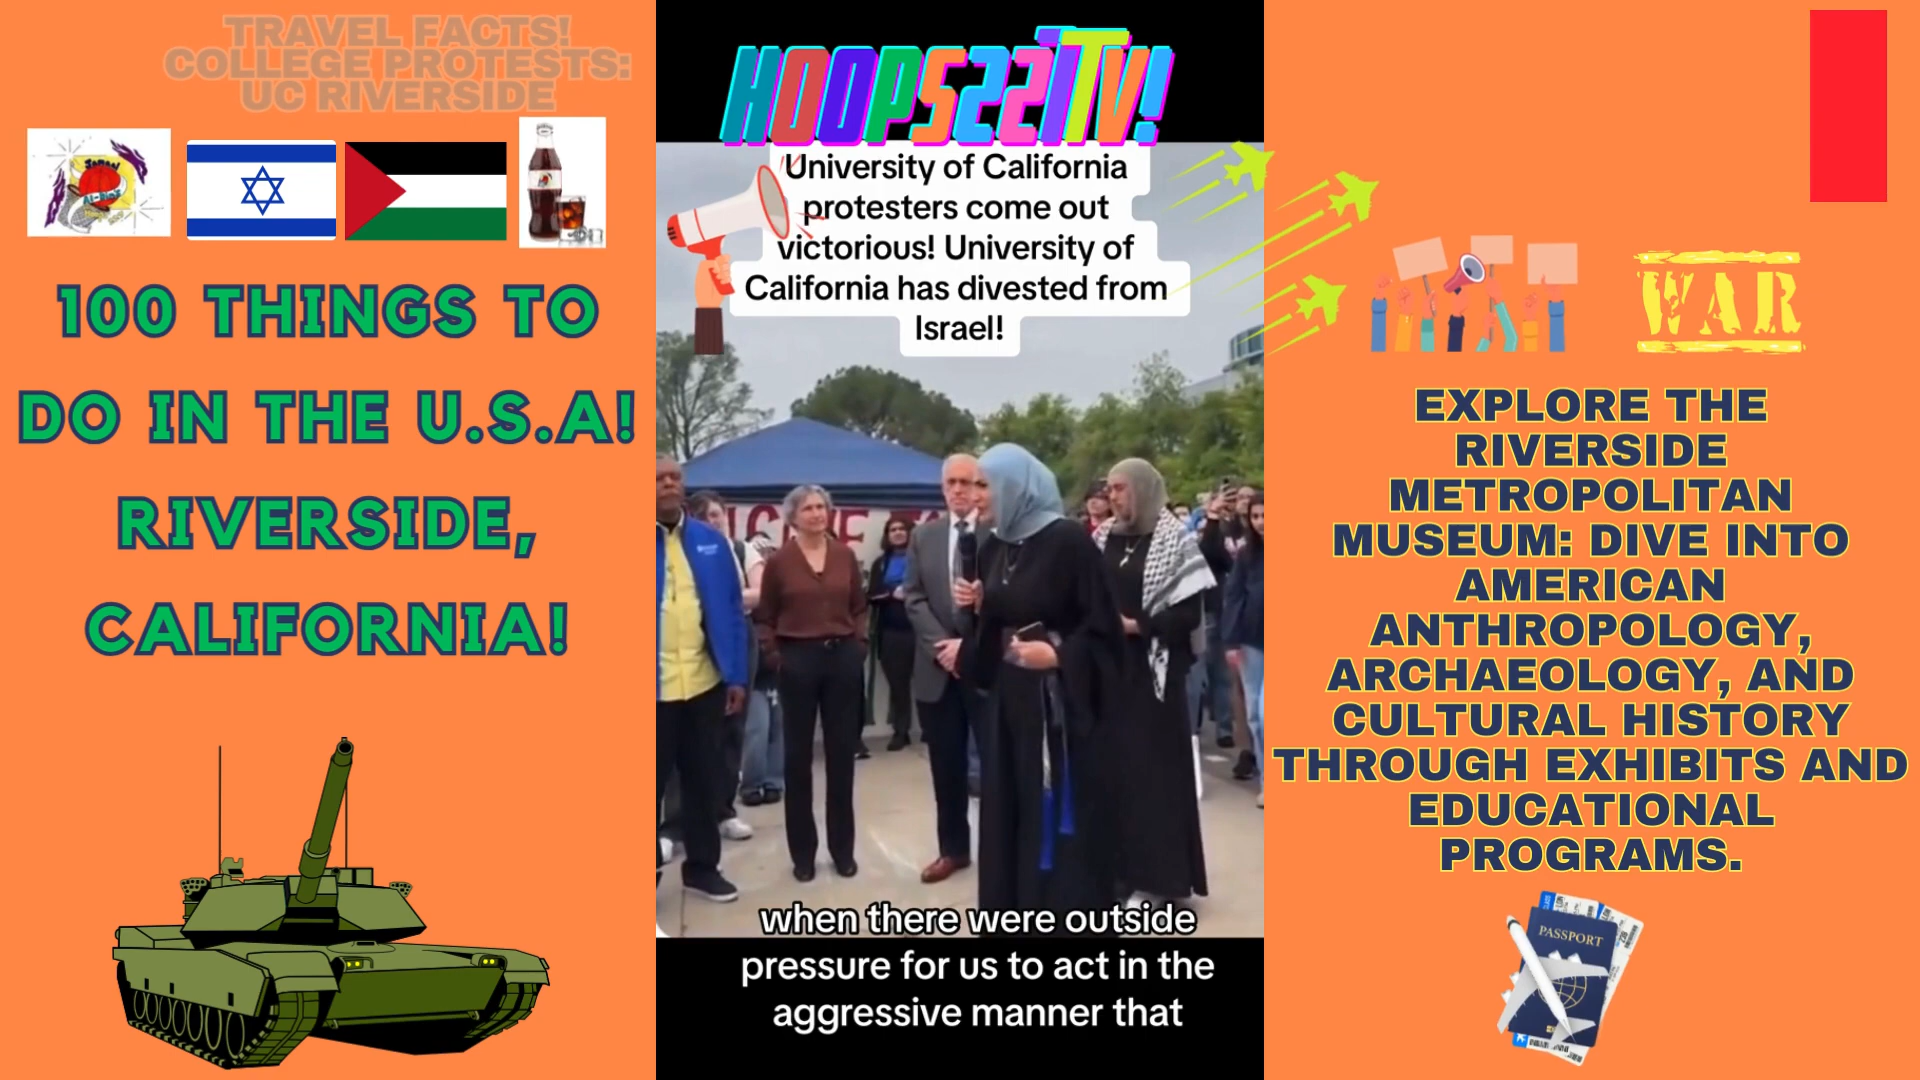 TRAVEL FACTS!
COLLEGE PROTESTS:
UC RIVERSIDE
100 THINGS TO
DO IN THE U.S.A!
RIVERSIDE,
CALIFORNIA!
HOOPS22TV!
University of California
protesters come out
victorious! University of
California has divested from
Israel!
when there were outside
pressure for us to act in the
aggressive manner that
WAR
EXPLORE THE
RIVERSIDE
METROPOLITAN
MUSEUM: DIVE INTO
AMERICAN
ANTHROPOLOGY,
ARCHAEOLOGY, AND
CULTURAL HISTORY
THROUGH EXHIBITS AND
EDUCATIONAL
PROGRAMS.
PASSPORT